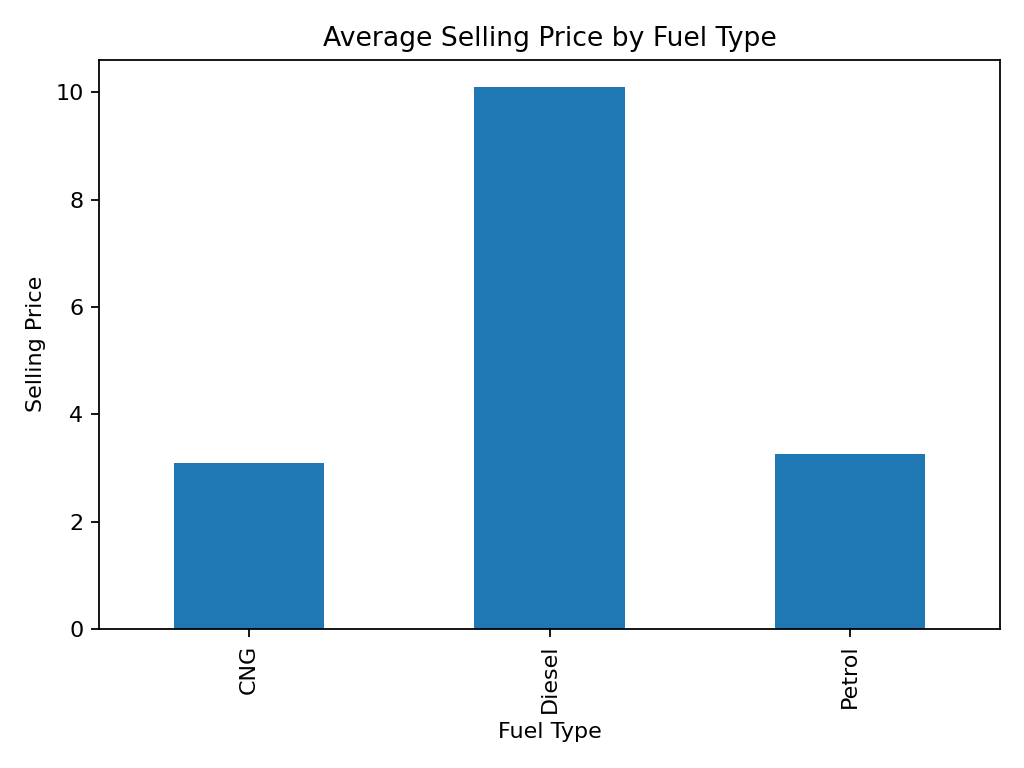 Average Selling Price by Fuel Type
Selling Price
10
8
6
4
2
0
CNG
Diesel
Petrol
Fuel Type